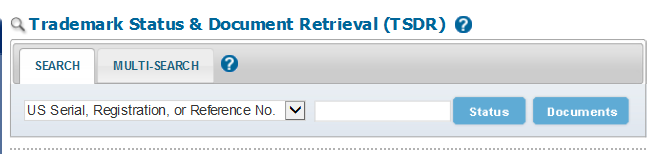 Trademark Status & Document Retrieval (TSDR) ?
SEARCH MULTI-SEARCH ?
US Serial, Registration, or Reference No. Status Documents